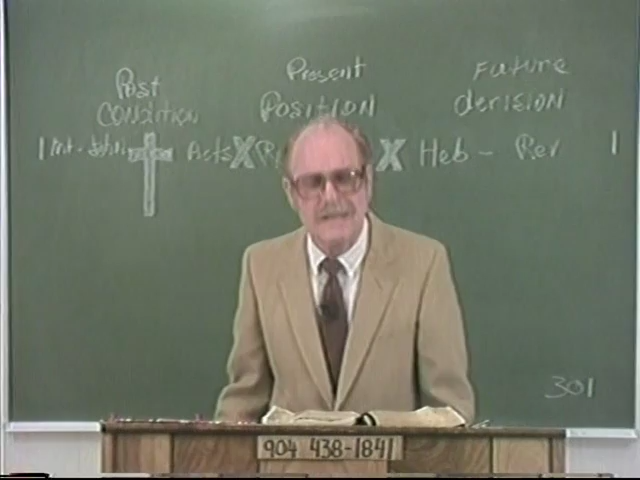 Past Present Future
CONDITION POSITION decision
1 Mt - John Acts X R X Heb - Rev 1
301
904 438-1841